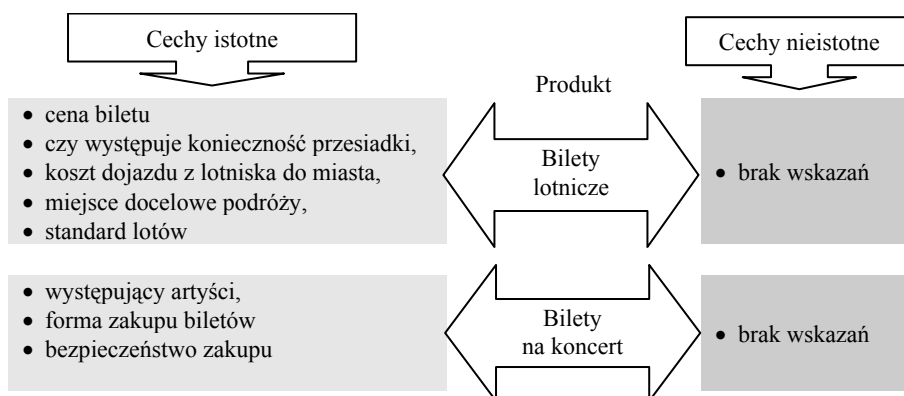 Cechy istotne
Cechy nieistotne
Produkt
• cena biletu
• czy występuje konieczność przesiadki,
• koszt dojazdu z lotniska do miasta,
• miejsce docelowe podróży,
• standard lotów
Bilety
lotnicze
• brak wskazań
• występujący artyści,
• forma zakupu biletów
• bezpieczeństwo zakupu
Bilety
na koncert
• brak wskazań